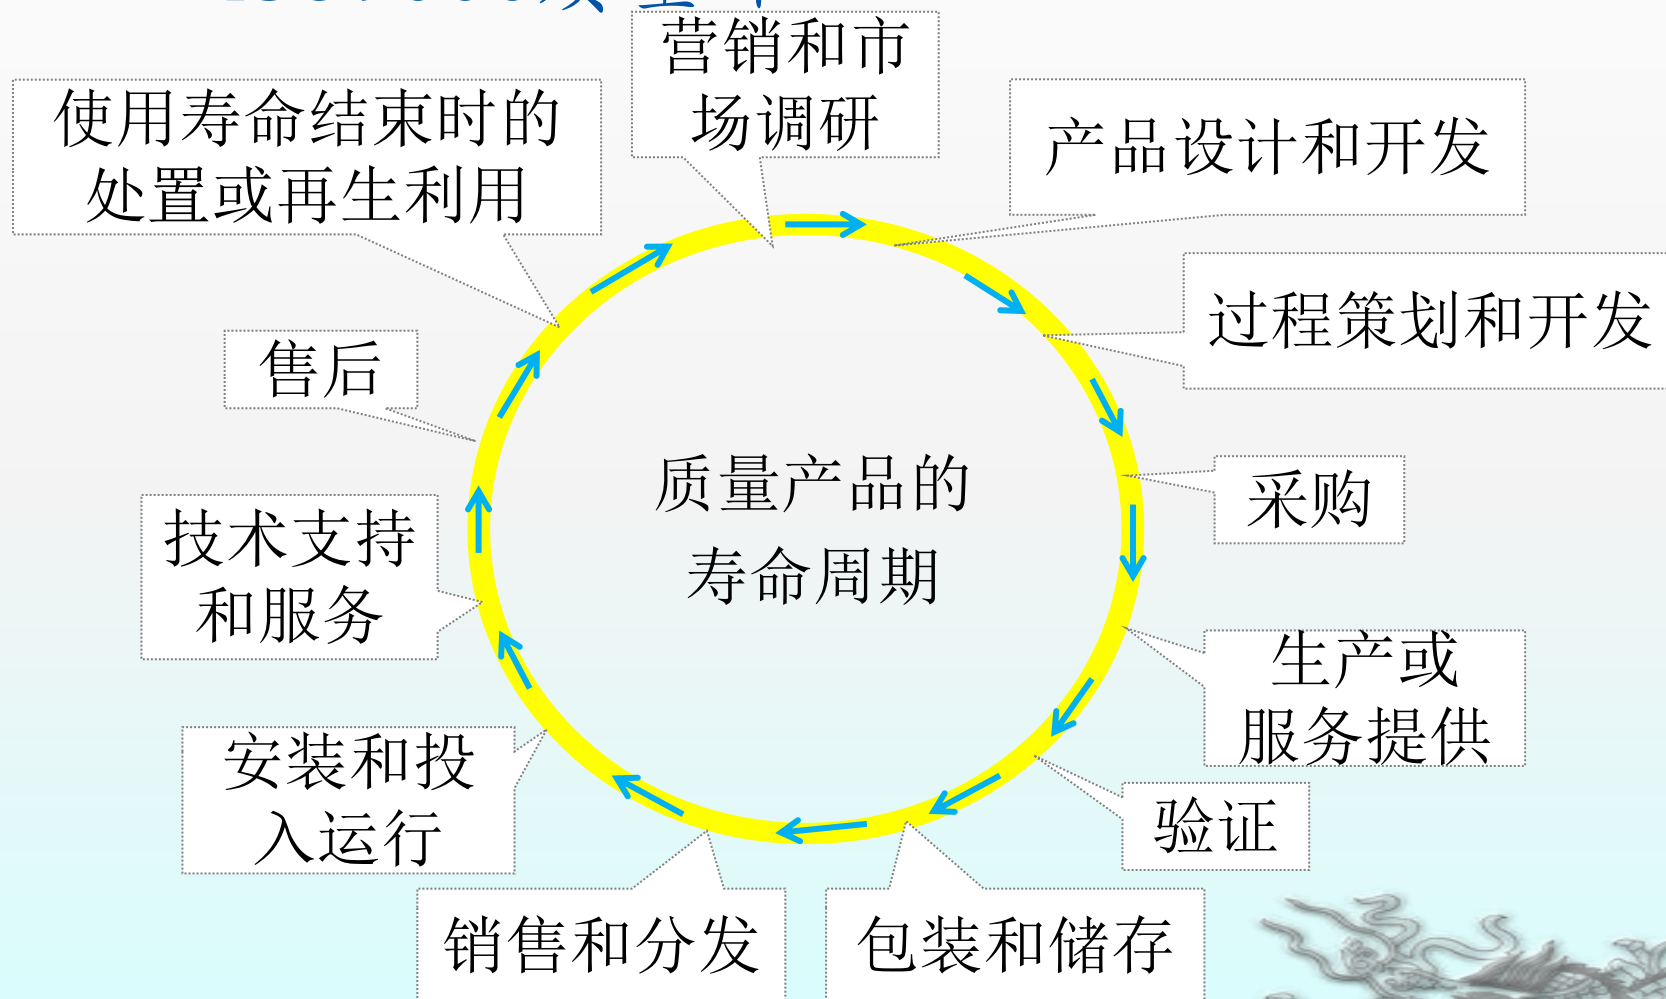 营销和市
场调研
产品设计和开发
过程策划和开发
采购
生产或
服务提供
验证
包装和储存
销售和分发
安装和投
入运行
技术支持
和服务
售后
使用寿命结束时的
处置或再生利用
质量产品的
寿命周期